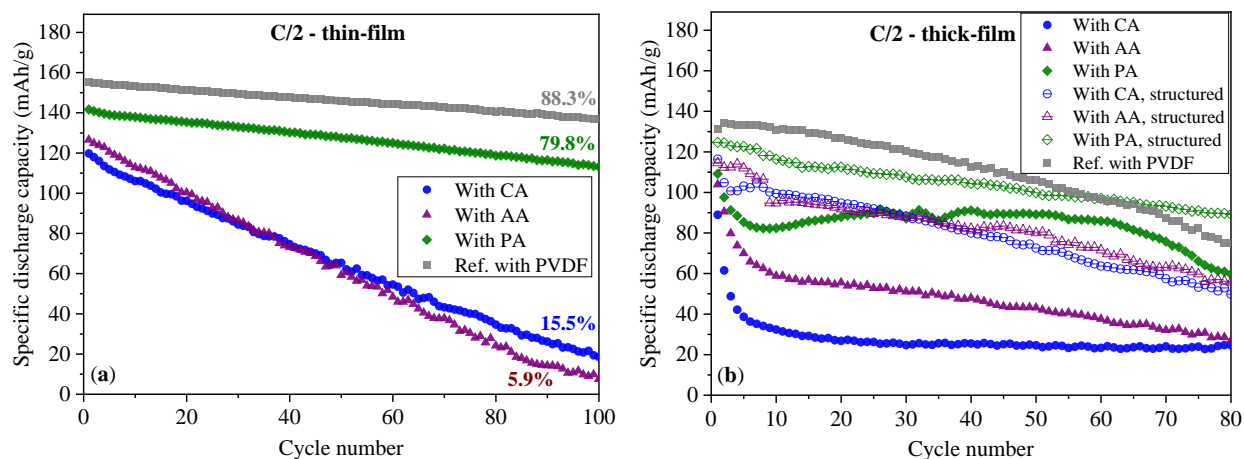 C/2 - thin-film
Specific discharge capacity (mAh/g)
180
160
140
120
100
80
60
40
20
0
88.3%
79.8%
With CA
With AA
With PA
Ref. with PVDF
15.5%
5.9%
(a)
0 20 40 60 80 100
Cycle number
C/2 - thick-film
Specific discharge capacity (mAh/g)
180
160
140
120
100
80
60
40
20
0
With CA
With AA
With PA
With CA, structured
With AA, structured
With PA, structured
Ref. with PVDF
(b)
0 10 20 30 40 50 60 70 80
Cycle number